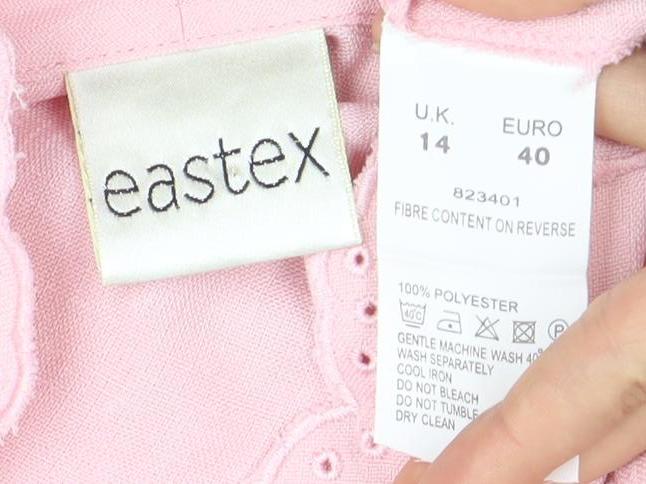 eastex
U.K. EURO
14 40
823401
FIBRE CONTENT ON REVERSE
100% POLYESTER
40°C P
GENTLE MACHINE WASH 40°
WASH SEPARATELY
COOL IRON
DO NOT BLEACH
DO NOT TUMBLE
DRY CLEAN